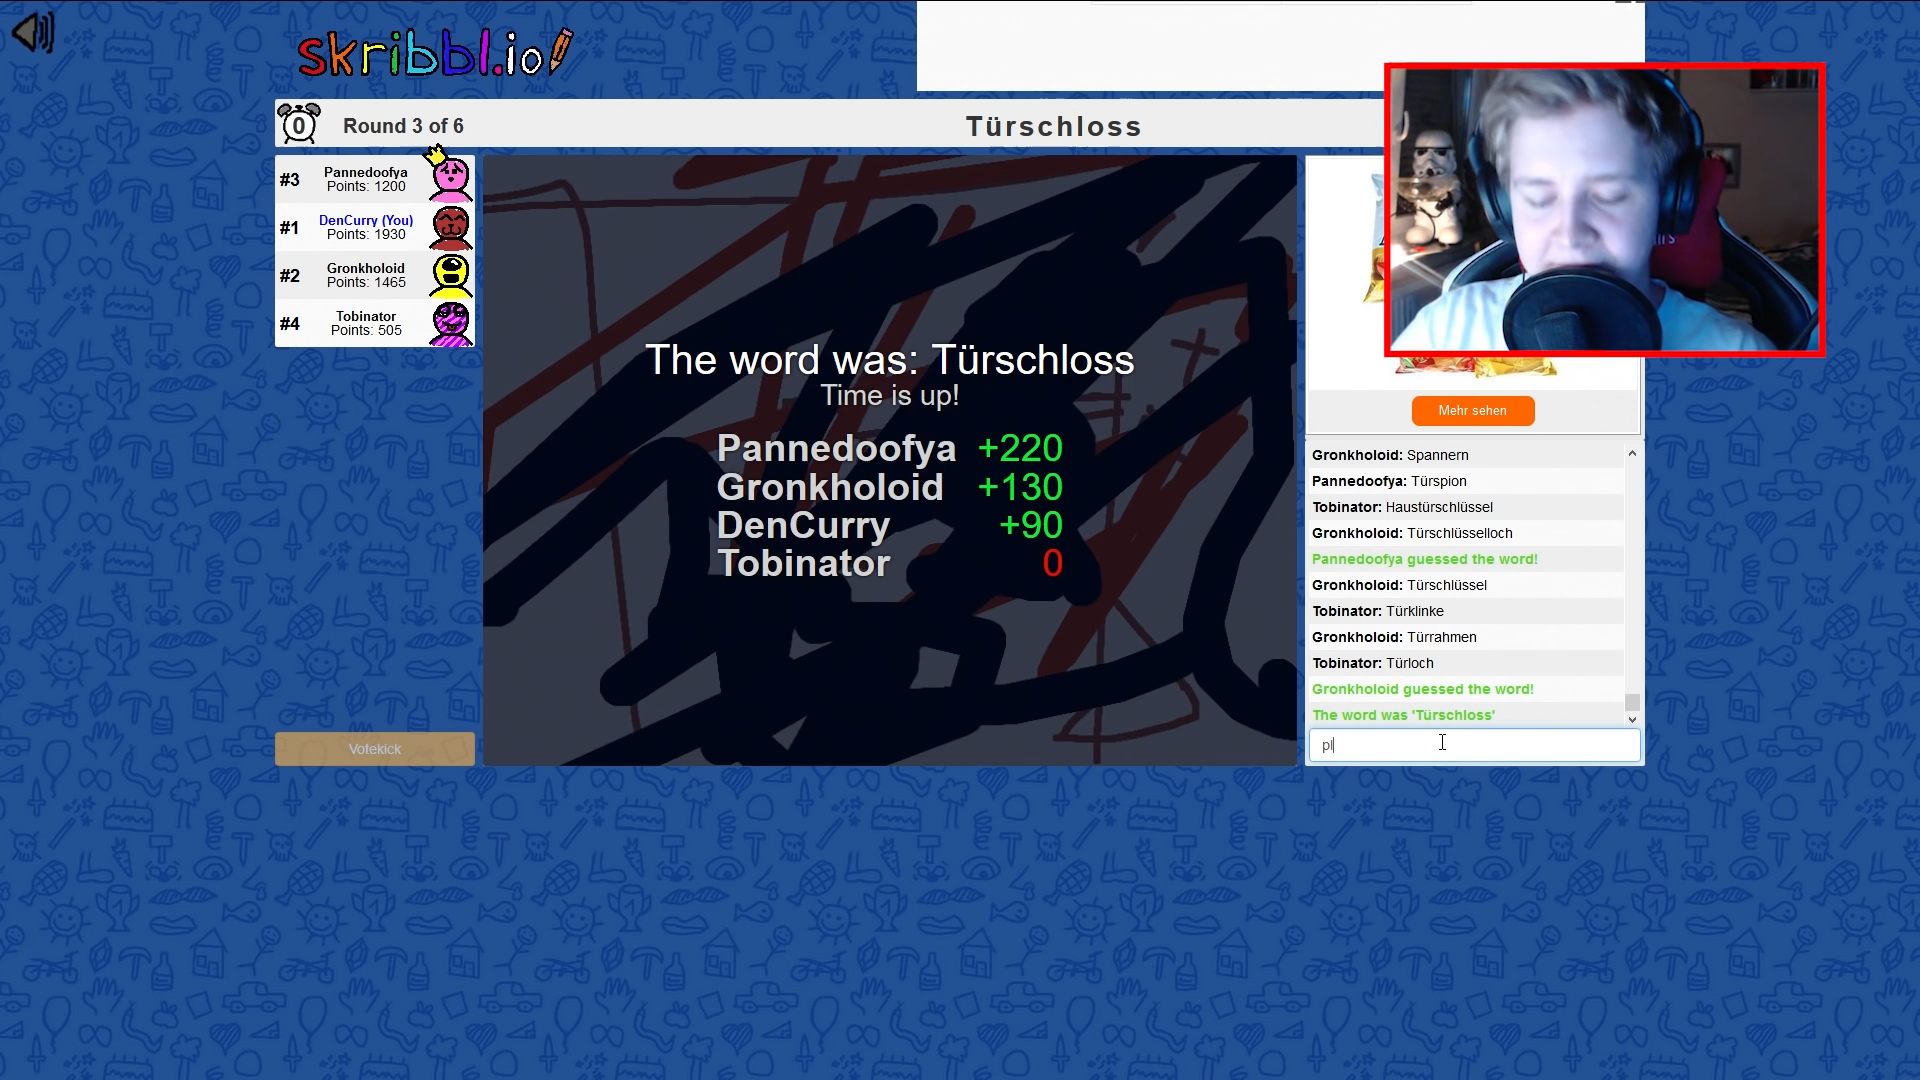 skribbl.io
0
Round 3 of 6
Türschloss
#3
Pannedoofya
Points: 1200
#1
DenCurry (You)
Points: 1930
#2
Gronkholoid
Points: 1465
#4
Tobinator
Points: 505
Votekick
The word was: Türschloss
Time is up!
Pannedoofya +220
Gronkholoid +130
DenCurry +90
Tobinator 0
Mehr sehen
Gronkholoid: Spannern
Pannedoofya: Türspion
Tobinator: Haustürschlüssel
Gronkholoid: Türschlüsselloch
Pannedoofya guessed the word!
Gronkholoid: Türschlüssel
Tobinator: Türklinke
Gronkholoid: Türrahmen
Tobinator: Türloch
Gronkholoid guessed the word!
The word was 'Türschloss'
pl